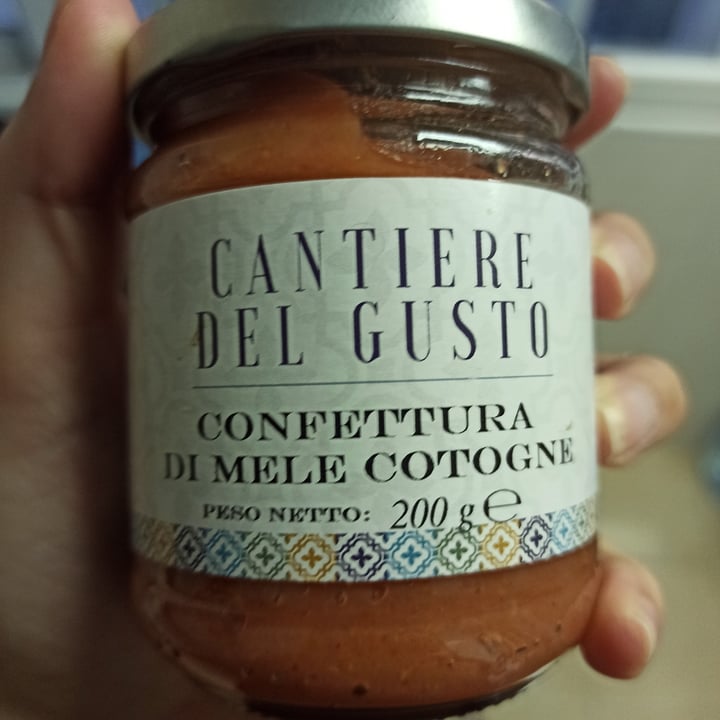 CANTIERE
DEL GUSTO
CONFETTURA
DI MELE COTOGNE
PESO NETTO: 200 g ℮